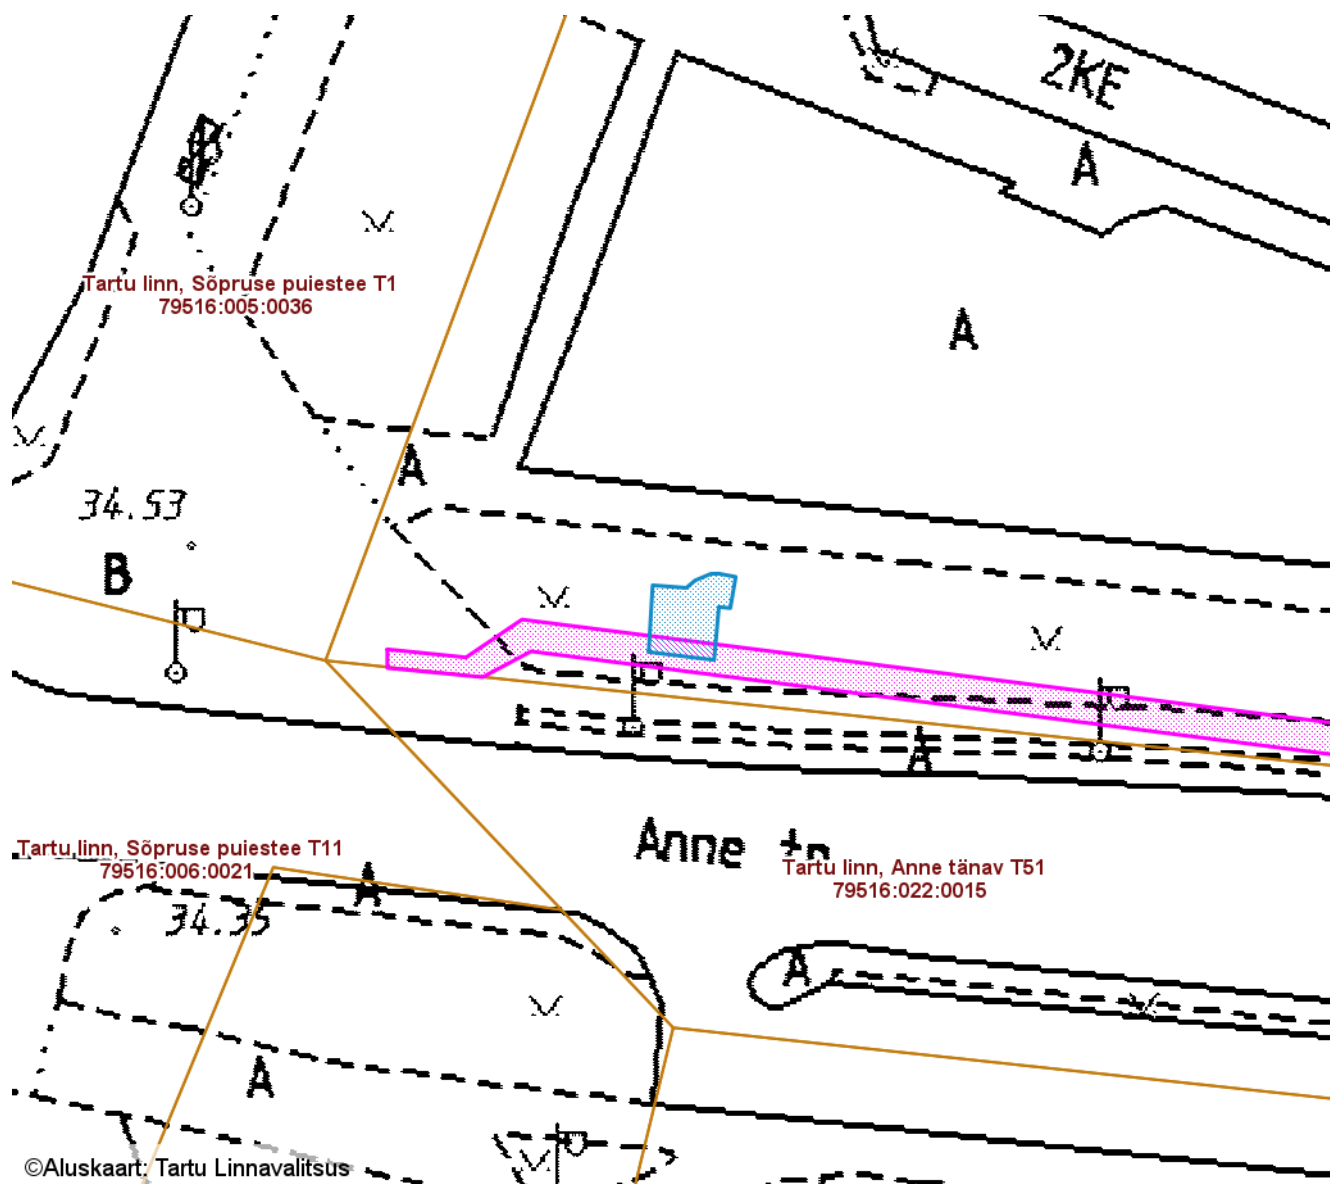 2KE
A
Tartu linn, Sõpruse puiestee T1
79516:005:0036
A
A
34.53
B
A
Anne tn
Tartu linn, Sõpruse puiestee T11
79516:006:0021
A
Tartu linn, Anne tänav T51
79516:022:0015
34.35
A
A
©Aluskaart: Tartu Linnavalitsus